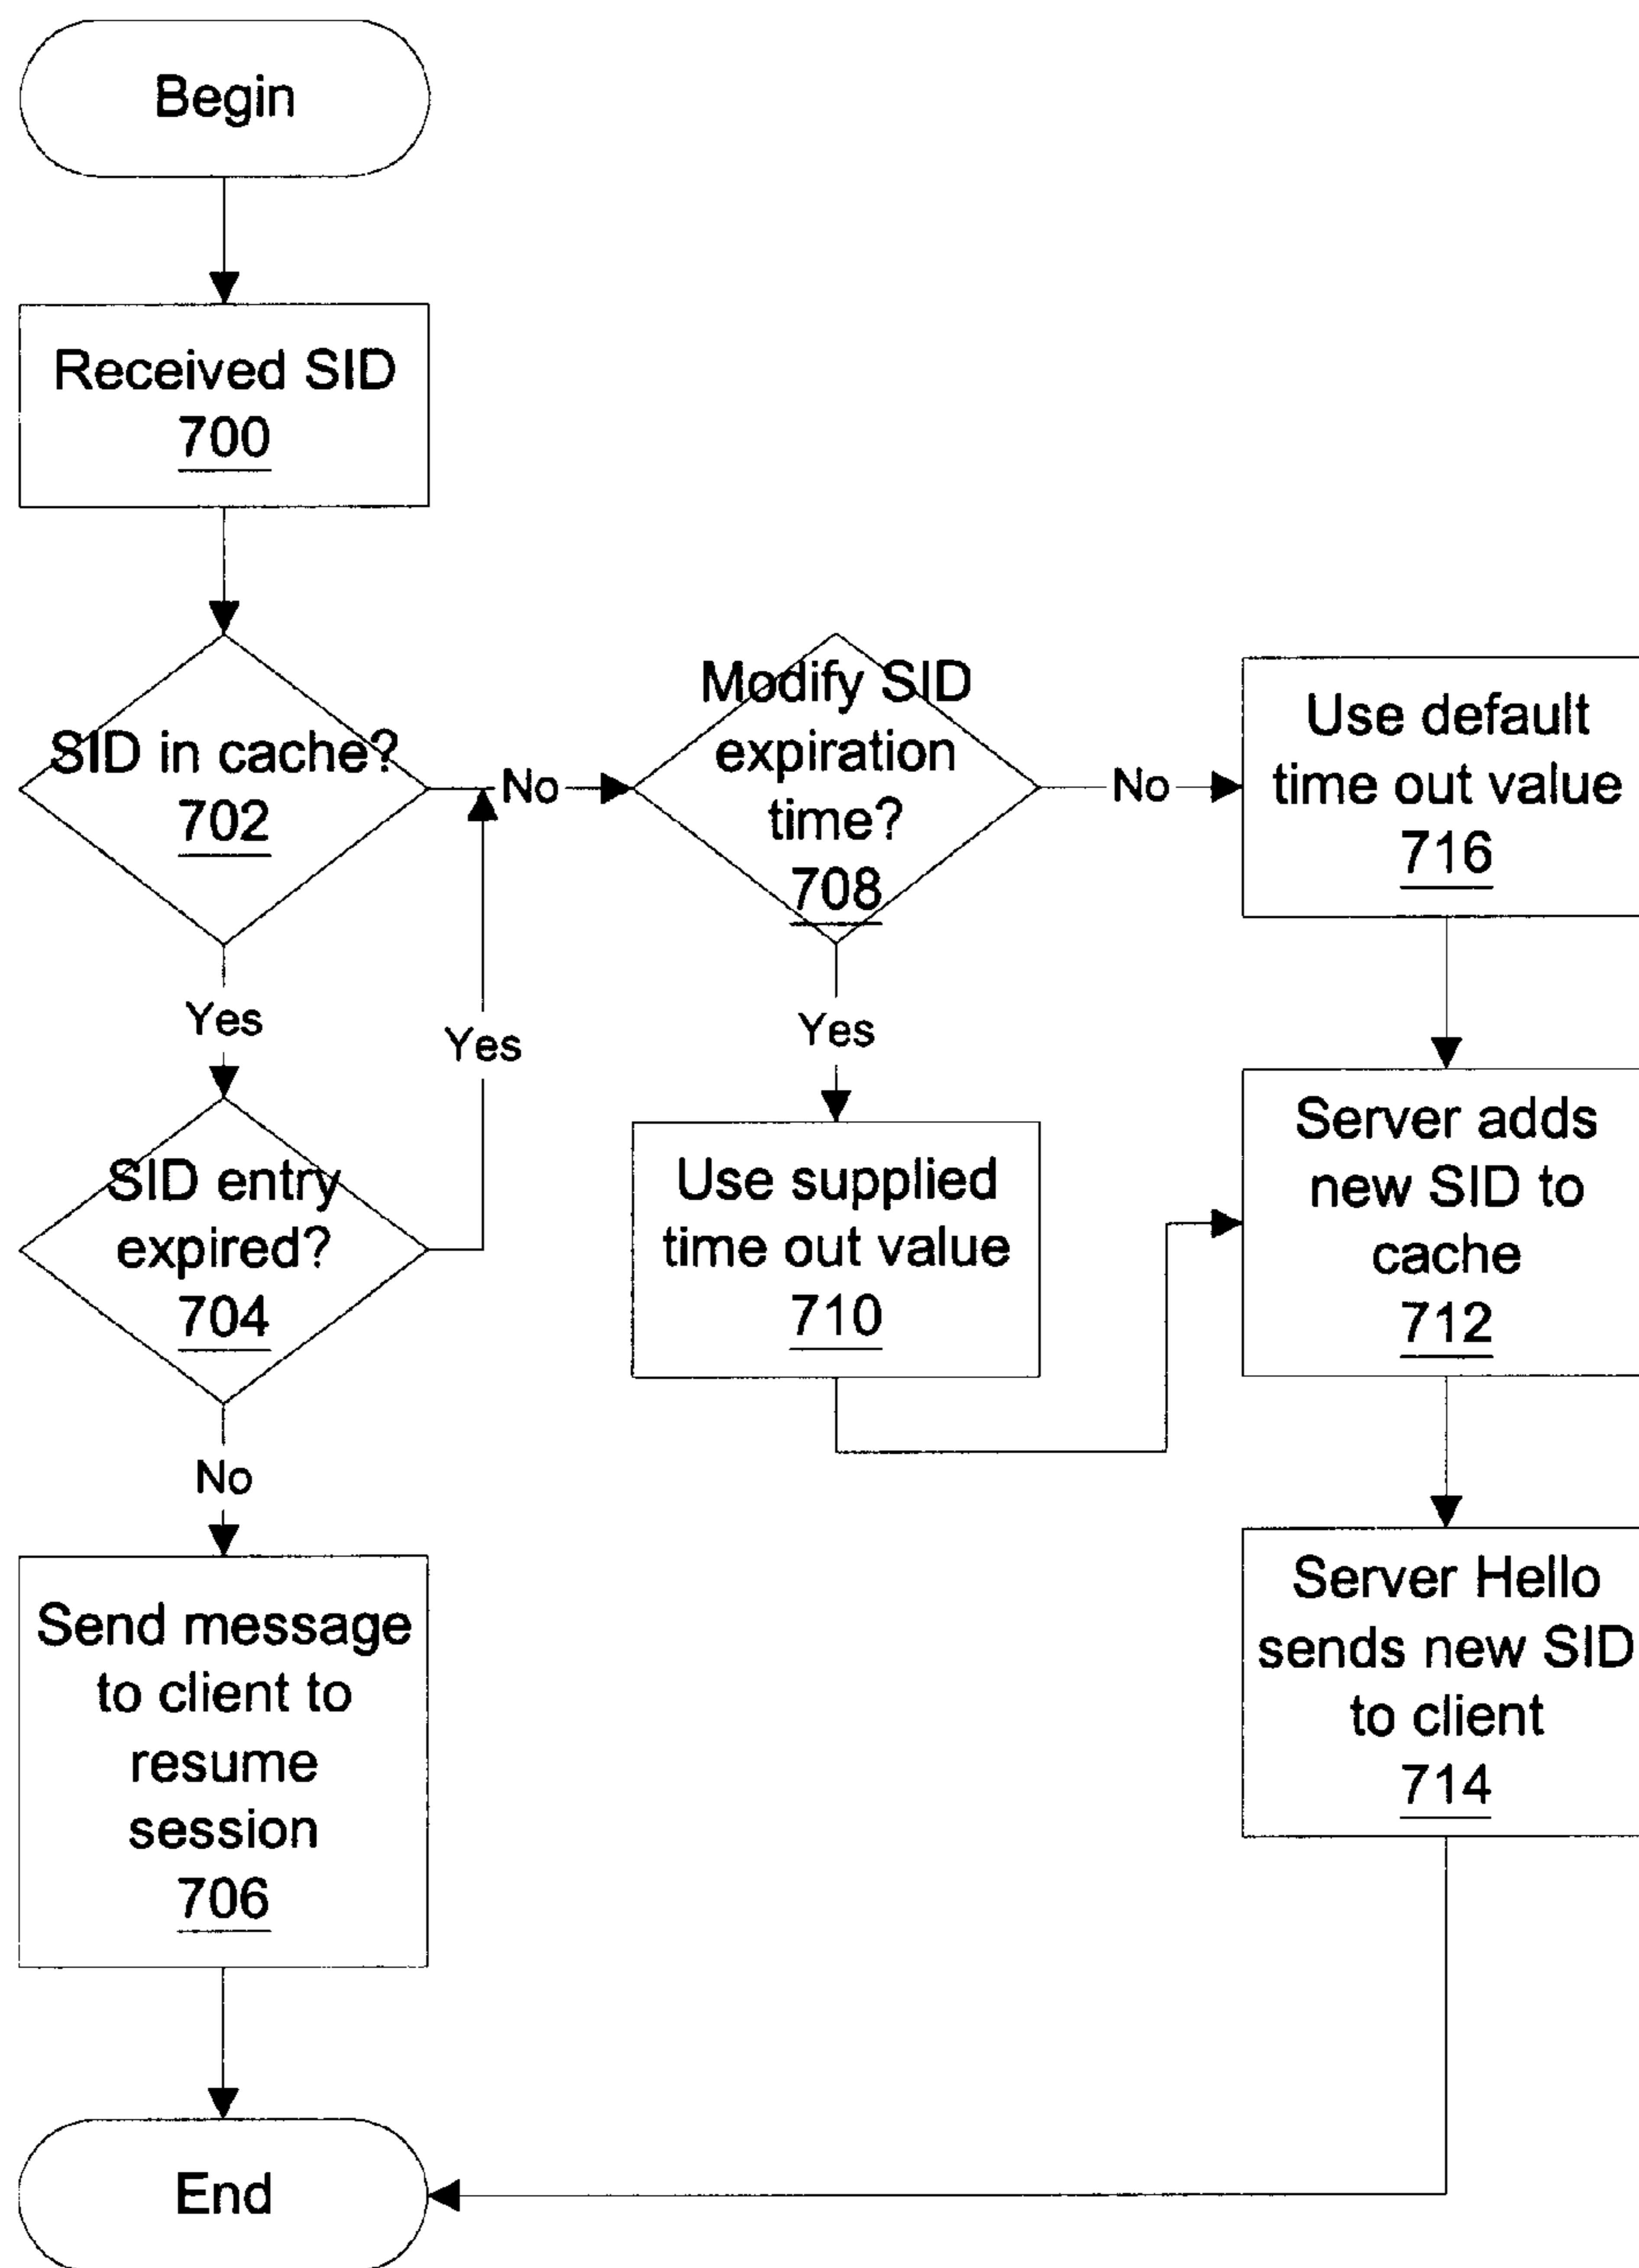 Begin
Received SID
700
SID in cache?
702
No
Modify SID
expiration
time?
708
No
Use default
time out value
716
Yes
Yes
Yes
SID entry
expired?
704
Use supplied
time out value
710
Server adds
new SID to
cache
712
No
Send message
to client to
resume
session
706
Server Hello
sends new SID
to client
714
End